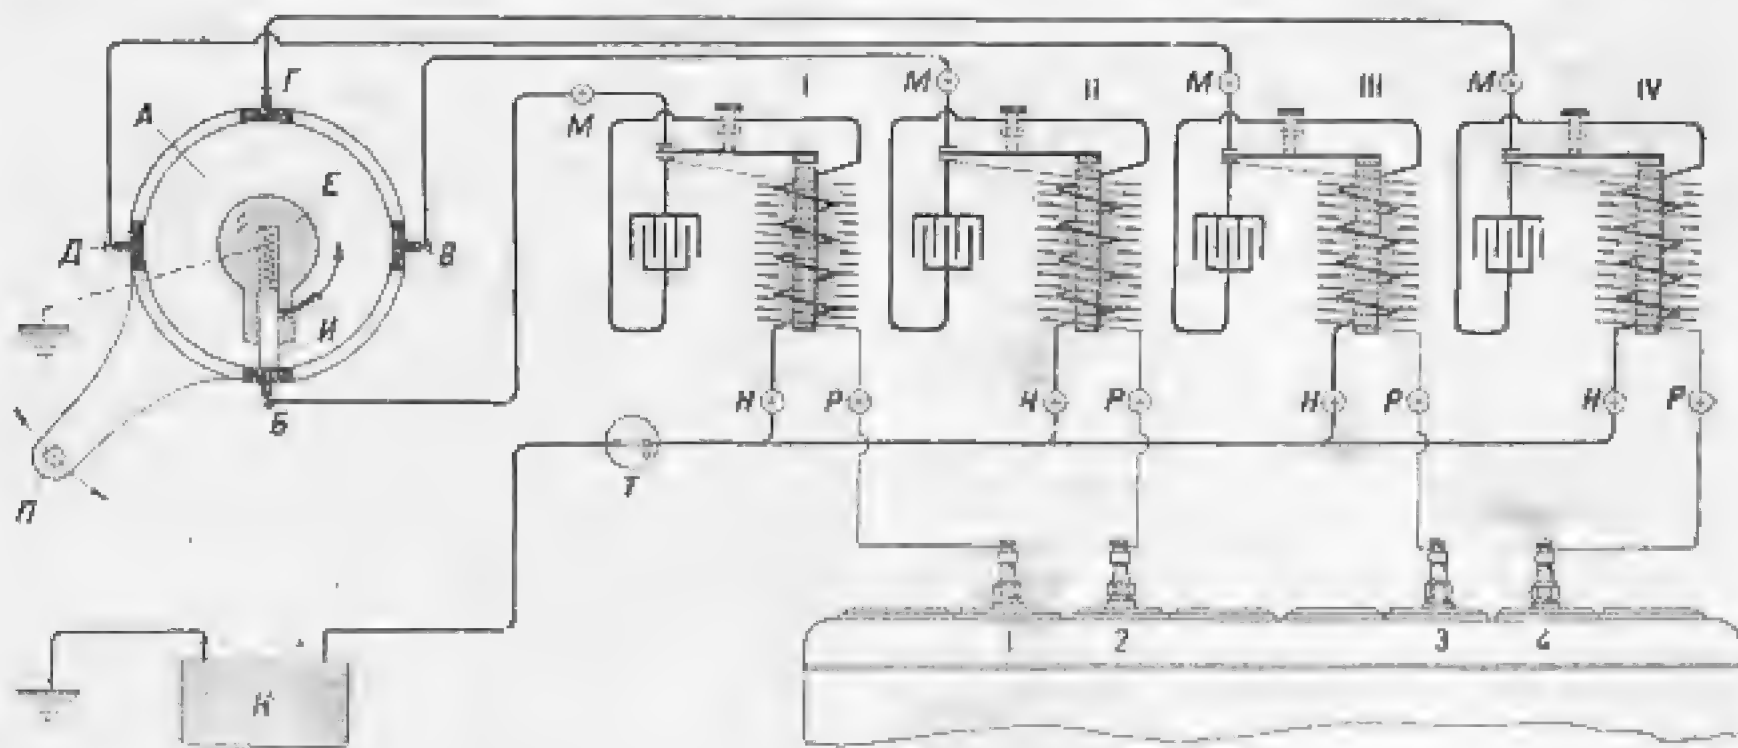 Г
М I М II М III М IV
А
М
Е
Д В
И
Б
Н Р Н Р Н Р Н Р
П Т
1 2 3 4
К